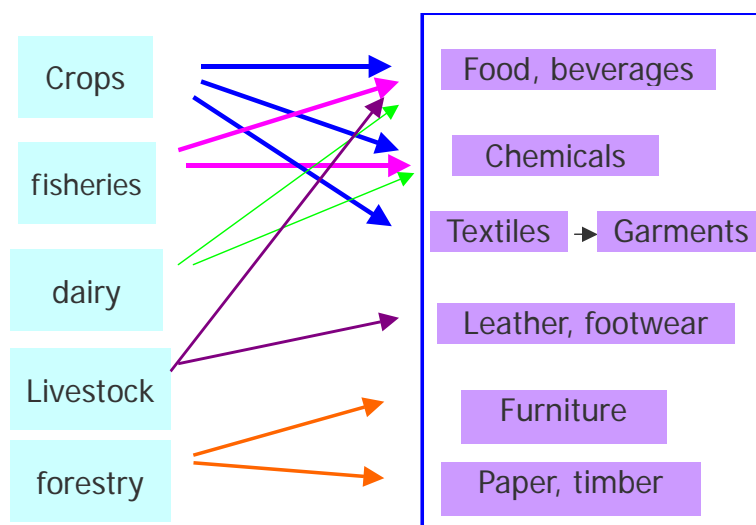 Crops
fisheries
dairy
Livestock
forestry
Food, beverages
Chemicals
Textiles
Garments
Leather, footwear
Furniture
Paper, timber